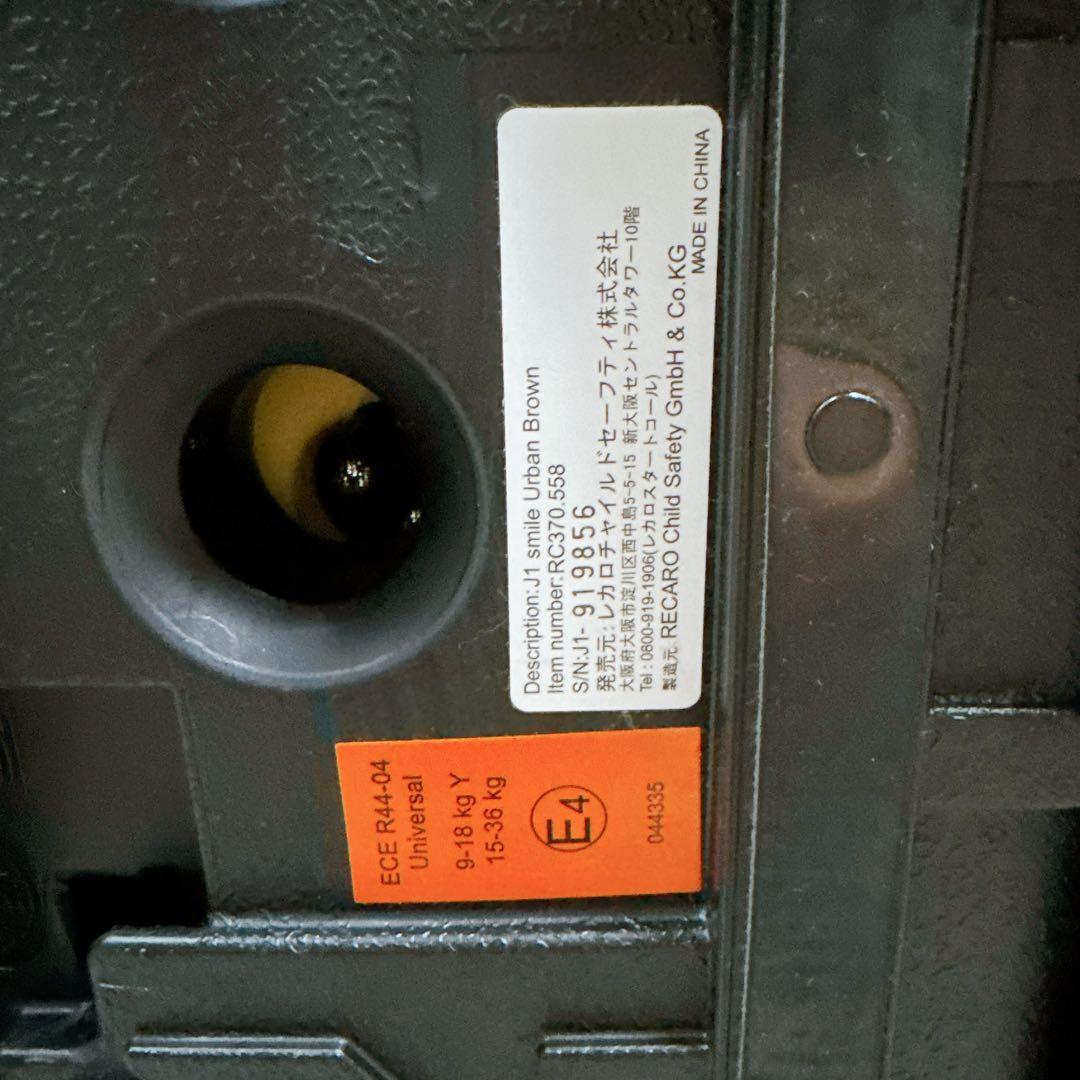 Description:J1 smile Urban Brown
Item number:RC370.558
S/N:J1- 919856
発売元:レカロチャイルドセーフティ株式会社
大阪府大阪市淀川区西中島5-5-15 新大阪セントラルタワー10階
Tel : 0800-919-1906(レカロスタートコール)
製造元 RECARO Child Safety GmbH & Co.KG
MADE IN CHINA
ECE R44-04
Universal
9-18 kg Y
15-36 kg
E4
044335